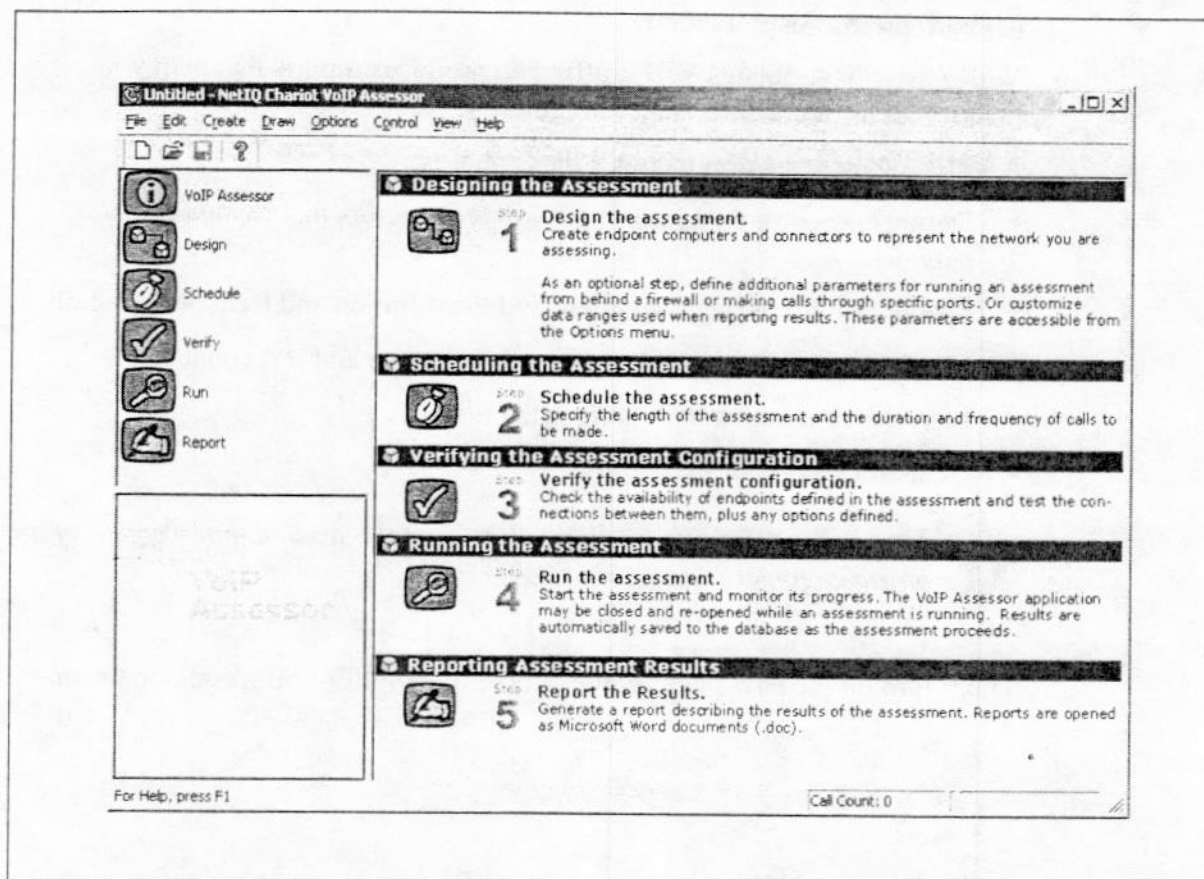 Untitled - NetIQ Chariot VoIP Assessor
File Edit Create Draw Options Control View Help
VoIP Assessor
Design
Schedule
Verify
Run
Report
Designing the Assessment
Step
1
Design the assessment.
Create endpoint computers and connectors to represent the network you are
assessing.
As an optional step, define additional parameters for running an assessment
from behind a firewall or making calls through specific ports. Or customize
data ranges used when reporting results. These parameters are accessible from
the Options menu.
Scheduling the Assessment
Step
2
Schedule the assessment.
Specify the length of the assessment and the duration and frequency of calls to
be made.
Verifying the Assessment Configuration
Step
3
Verify the assessment configuration.
Check the availability of endpoints defined in the assessment and test the con-
nections between them, plus any options defined.
Running the Assessment
Step
4
Run the assessment.
Start the assessment and monitor its progress. The VoIP Assessor application
may be closed and re-opened while an assessment is running. Results are
automatically saved to the database as the assessment proceeds.
Reporting Assessment Results
Step
5
Report the Results.
Generate a report describing the results of the assessment. Reports are opened
as Microsoft Word documents (.doc).
For Help, press F1
Call Count: 0